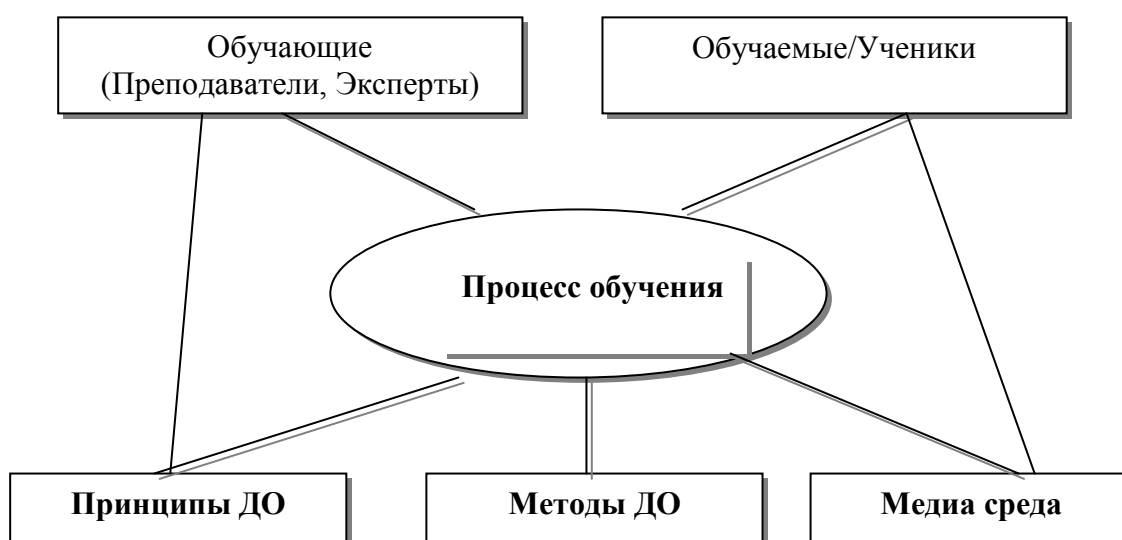 Обучающие
(Преподаватели, Эксперты)
Обучаемые/Ученики
Процесс обучения
Принципы ДО
Методы ДО
Медиа среда